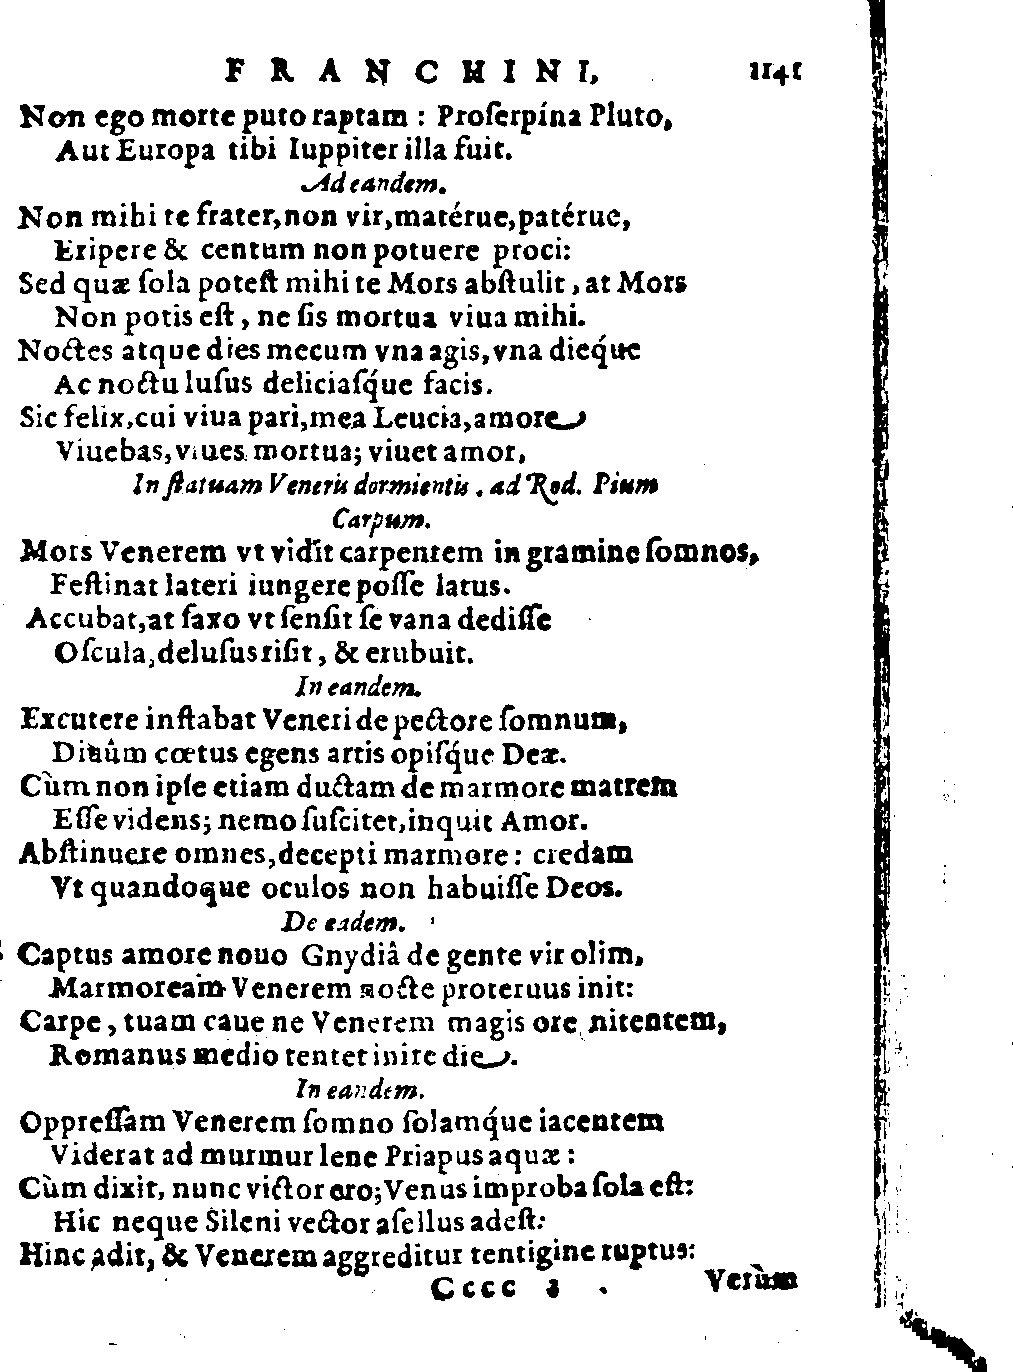 FRANCHINI. 1141
Non ego morte puto raptam : Proſerpína Pluto,
Aut Europa tibi Iuppiter illa fuit.
Ad eandem.
Non mihi te frater, non vir, matérue, patérue,
Eripere & centum non potuere proci:
Sed quæ ſola poteſt mihi te Mors abſtulit, at Mors
Non potis eſt, ne ſis mortua viua mihi.
Noctes atque dies mecum vna agis, vna dieq́ue
Ac noctu luſus deliciaſq́ue facis.
Sic felix, cui viua pari, mea Leucia, amore
Viuebas, viues mortua; viuet amor,
In ſtatuam Veneris dormientis. ad Rod. Pium
Carpum.
Mors Venerem vt vidit carpentem in gramine ſomnos,
Feſtinat lateri iungere poſſe latus.
Accubat, at ſaxo vt ſenſit ſe vana dediſſe
Oſcula, deluſus riſit, & erubuit.
In eandem.
Excutere inſtabat Veneri de pectore ſomnum,
Diuûm cœtus egens artis opiſq́ue Deæ.
Cùm non ipſe etiam ductam de marmore matrem
Eſſe videns; nemo ſuſcitet, inquit Amor.
Abſtinuere omnes, decepti marmore: credam
Vt quandoque oculos non habuiſſe Deos.
De eadem.
Captus amore nouo Gnydiâ de gente vir olim,
Marmoream Venerem nocte proteruus init:
Carpe, tuam caue ne Venerem magis ore nitentem,
Romanus medio tentet inire die.
In eandem.
Oppreſſam Venerem ſomno ſolamq́ue iacentem
Viderat ad murmur lene Priapus aquæ:
Cùm dixit, nunc victor ero; Venus improba ſola eſt:
Hic neque Sileni vector aſellus adeſt:
Hinc adit, & Venerem aggreditur tentigine ruptus:
Cccc
Verùm